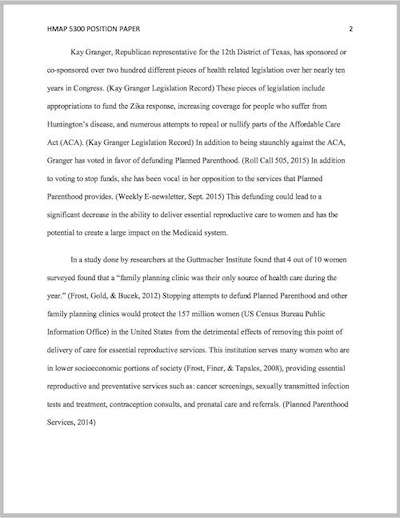 HMAP 5300 POSITION PAPER 2
Kay Granger, Republican representative for the 12th District of Texas, has sponsored or
co-sponsored over two hundred different pieces of health related legislation over her nearly ten
years in Congress. (Kay Granger Legislation Record) These pieces of legislation include
appropriations to fund the Zika response, increasing coverage for people who suffer from
Huntington's disease, and numerous attempts to repeal or nullify parts of the Affordable Care
Act (ACA). (Kay Granger Legislation Record) In addition to being staunchly against the ACA,
Granger has voted in favor of defunding Planned Parenthood. (Roll Call 505, 2015) In addition
to voting to stop funds, she has been vocal in her opposition to the services that Planned
Parenthood provides. (Weekly E-newsletter, Sept. 2015) This defunding could lead to a
significant decrease in the ability to deliver essential reproductive care to women and has the
potential to create a large impact on the Medicaid system.
In a study done by researchers at the Guttmacher Institute found that 4 out of 10 women
surveyed found that a “family planning clinic was their only source of health care during the
year.” (Frost, Gold, & Bucek, 2012) Stopping attempts to defund Planned Parenthood and other
family planning clinics would protect the 157 million women (US Census Bureau Public
Information Office) in the United States from the detrimental effects of removing this point of
delivery of care for essential reproductive services. This institution serves many women who are
in lower socioeconomic portions of society (Frost, Finer, & Tapales, 2008), providing essential
reproductive and preventative services such as: cancer screenings, sexually transmitted infection
tests and treatment, contraception consults, and prenatal care and referrals. (Planned Parenthood
Services, 2014)